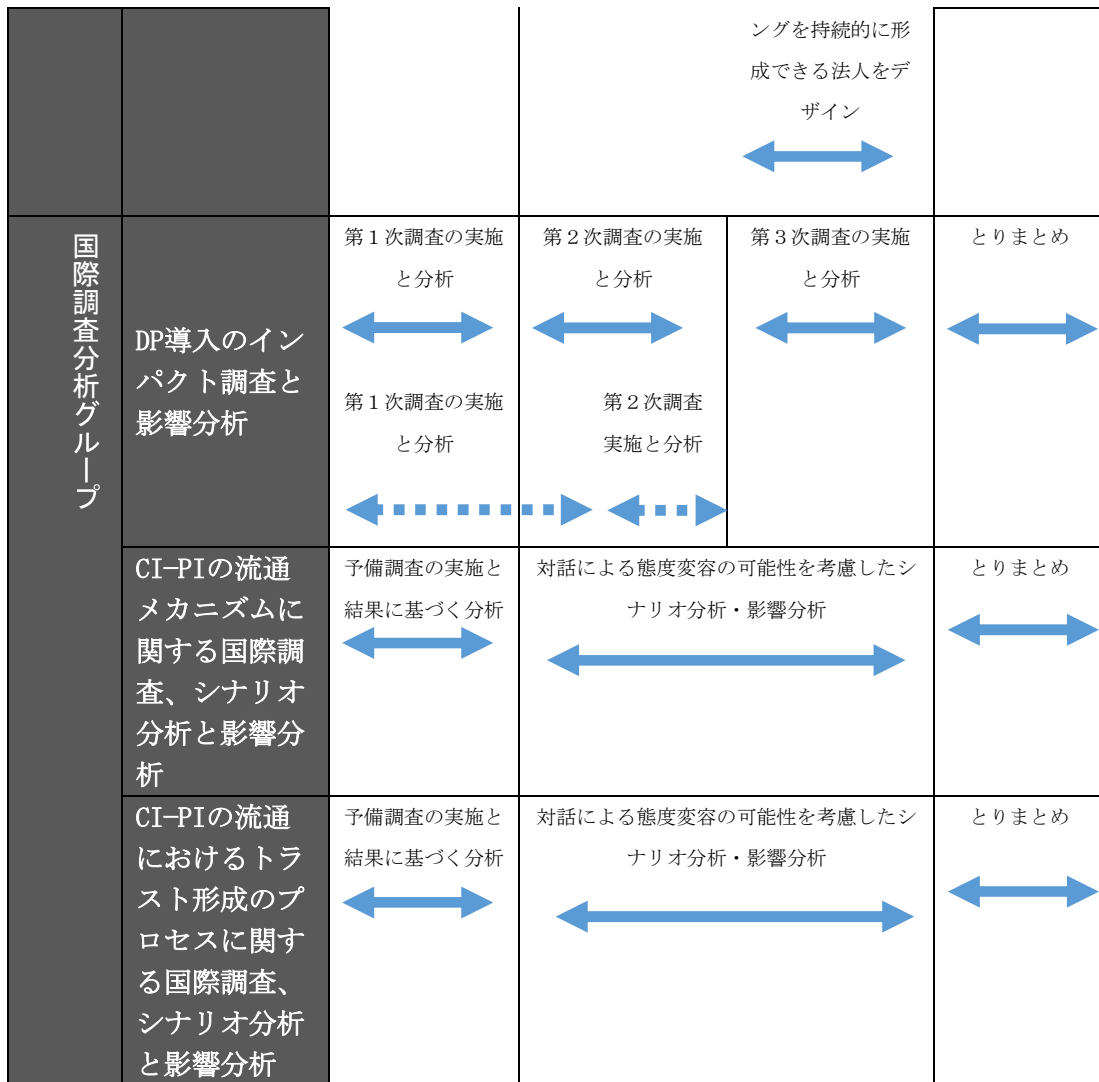 ングを持続的に形
成できる法人をデ
ザイン
国際調査分析グループ
DP導入のイン
パクト調査と
影響分析
第１次調査の実施
と分析
第２次調査の実施
と分析
第３次調査の実施
と分析
とりまとめ
第１次調査の実施
と分析
第２次調査
実施と分析
CI-PIの流通
メカニズムに
関する国際調
査、シナリオ
分析と影響分
析
予備調査の実施と
結果に基づく分析
対話による態度変容の可能性を考慮したシ
ナリオ分析・影響分析
とりまとめ
CI-PIの流通
におけるトラ
スト形成のプ
ロセスに関す
る国際調査、
シナリオ分析
と影響分析
予備調査の実施と
結果に基づく分析
対話による態度変容の可能性を考慮したシ
ナリオ分析・影響分析
とりまとめ